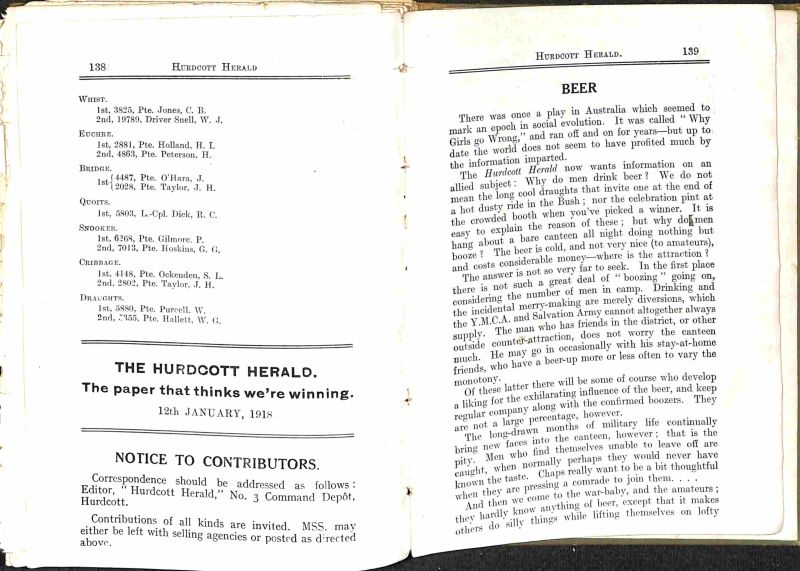 138 HURDCOTT HERALD
WHIST.
1st, 3825, Pte. Jones, C. B.
2nd, 19789, Driver Snell, W. J.
EUCHRE.
1st, 2881, Pte. Holland, H. L
2nd, 4863, Pte. Peterson, H.
BRIDGE.
1st {4487, Pte. O'Hara, J.
{2028, Pte. Taylor, J. H.
QUOITS.
1st, 5803, L.-Cpl. Dick, R. C.
SNOOKER.
1st, 6268, Pte. Gilmore. P.
2nd, 7013, Pte. Hoskins. G. G.
CRIBBAGE.
1st, 4148, Pte. Ockenden, S. L.
2nd, 2802, Pte. Taylor, J. H.
DRAUGHTS.
1st, 5880, Pte. Purcell. W.
2nd, Pte. Hallett, W. G.
THE HURDCOTT HERALD.
The paper that thinks we're winning.
12th JANUARY, 1918
NOTICE TO CONTRIBUTORS.
Correspondence should be addressed as follows:
Editor, "Hurdcott Herald," No. 3 Command Depôt,
Hurdcott.
Contributions of all kinds are invited. MSS. may
either be left with selling agencies or posted as directed
above.
HURDCOTT HERALD. 139
BEER
There was once a play in Australia which seemed to
mark an epoch in social evolution. It was called "Why
Girls go Wrong," and ran off and on for years—but up to
date the world does not seem to have profited much by
the information imparted.
The Hurdcott Herald now wants information on an
allied subject: Why do men drink beer? We do not
mean the long cool draughts that invite one at the end of
a hot dusty ride in the Bush; nor the celebration pint at
the crowded booth when you've picked a winner. It is
easy to explain the reason of these; but why do men
hang about a bare canteen all night doing nothing but
booze? The beer is cold, and not very nice (to amateurs),
and costs considerable money—where is the attraction?
The answer is not so very far to seek. In the first place
there is not such a great deal of "boozing" going on,
considering the number of men in camp. Drinking and
the incidental merry-making are merely diversions, which
the Y.M.C.A. and Salvation Army cannot altogether always
supply. The man who has friends in the district, or other
outside counter-attraction, does not worry the canteen
much. He may go in occasionally with his stay-at-home
friends, who have a beer-up more or less often to vary the
monotony.
Of these latter there will be some of course who develop
a liking for the exhilarating influence of the beer, and keep
regular company along with the confirmed boozers. They
are not a large percentage, however.
The long-drawn months of military life continually
bring new faces into the canteen, however; that is the
pity. Men who find themselves unable to leave off are
caught, when normally perhaps they would never have
known the taste. Chaps really want to be a bit thoughtful
when they are pressing a comrade to join them. . . .
And then we come to the war-baby, and the amateurs;
they hardly know anything of beer, except that it makes
others do silly things while lifting themselves on lofty